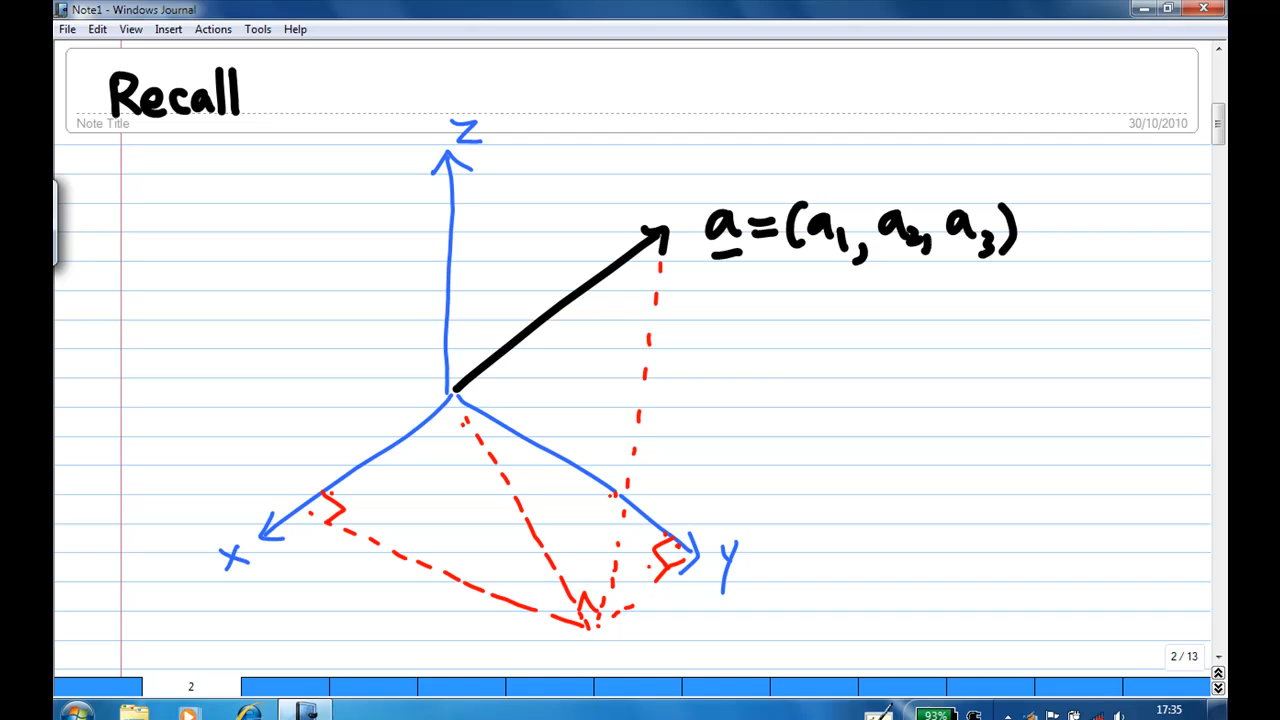 Note1 - Windows Journal
File Edit View Insert Actions Tools Help
Recall
Note Title
30/10/2010
z
a = (a1, a2, a3)
x
y
2 / 13
2
93%
17:35